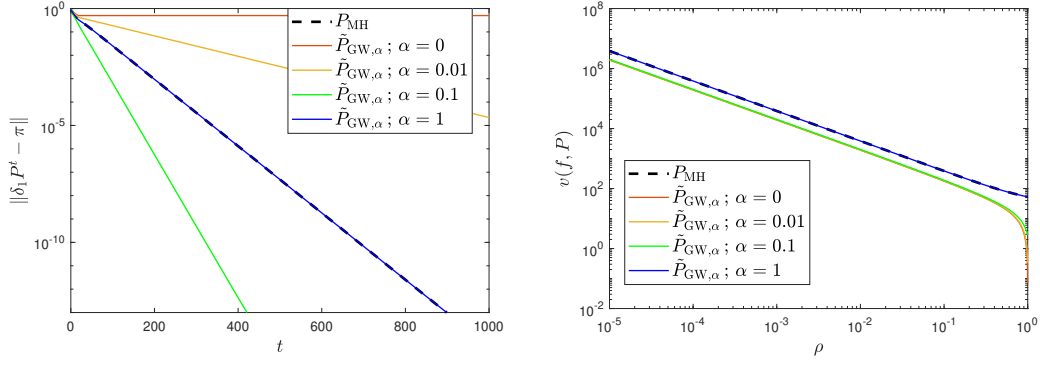 10^0
10^-5
10^-10
0 200 400 600 800 1000
t
||δ_1 P^t − π||
P_MH
P̃_GW,α ; α = 0
P̃_GW,α ; α = 0.01
P̃_GW,α ; α = 0.1
P̃_GW,α ; α = 1
10^8
10^6
10^4
10^2
10^0
10^-2
10^-5 10^-4 10^-3 10^-2 10^-1 10^0
ρ
v(f, P)
P_MH
P̃_GW,α ; α = 0
P̃_GW,α ; α = 0.01
P̃_GW,α ; α = 0.1
P̃_GW,α ; α = 1